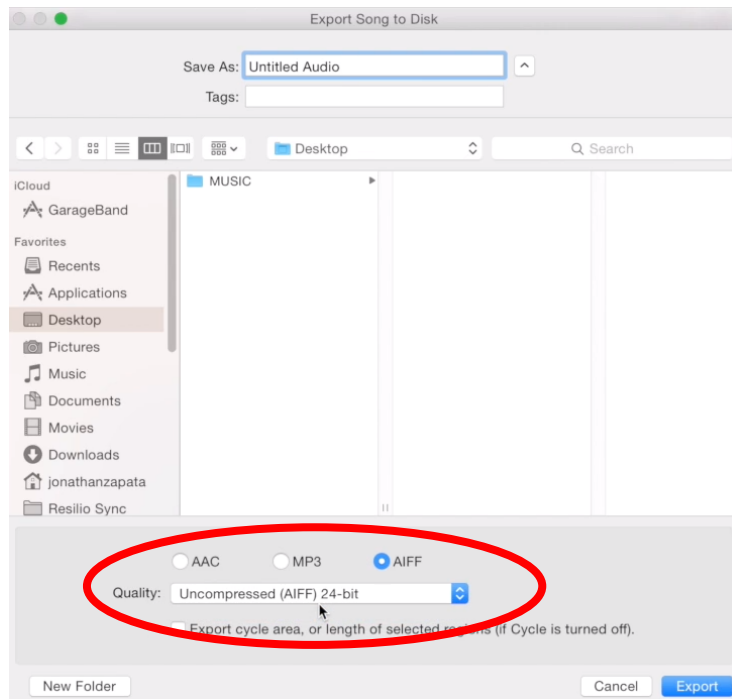 Export Song to Disk
Save As: Untitled Audio
Tags:
Desktop
Search
iCloud
GarageBand
Favorites
Recents
Applications
Desktop
Pictures
Music
Documents
Movies
Downloads
jonathanzapata
Resilio Sync
MUSIC
AAC MP3 AIFF
Quality: Uncompressed (AIFF) 24-bit
Export cycle area, or length of selected regions (if Cycle is turned off).
New Folder Cancel Export